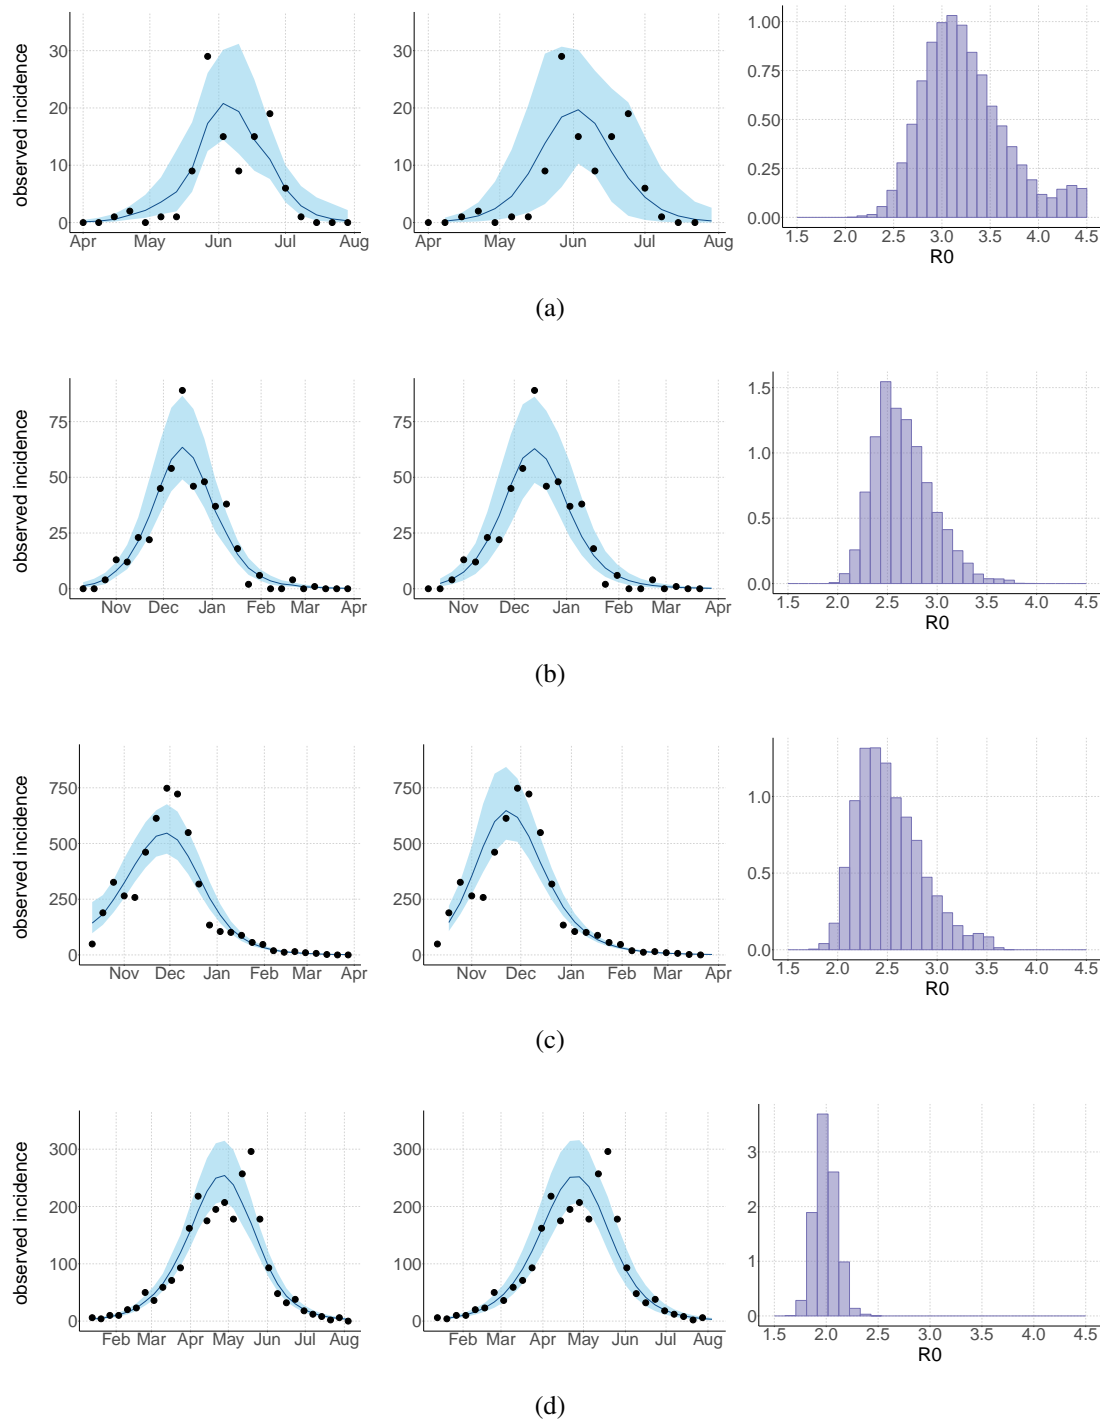 observed incidence
30
20
10
0
Apr May Jun Jul Aug
30
20
10
0
Apr May Jun Jul Aug
1.00
0.75
0.50
0.25
0.00
1.5 2.0 2.5 3.0 3.5 4.0 4.5
R0
(a)
observed incidence
75
50
25
0
Nov Dec Jan Feb Mar Apr
75
50
25
0
Nov Dec Jan Feb Mar Apr
1.5
1.0
0.5
0.0
1.5 2.0 2.5 3.0 3.5 4.0 4.5
R0
(b)
observed incidence
750
500
250
0
Nov Dec Jan Feb Mar Apr
750
500
250
0
Nov Dec Jan Feb Mar Apr
1.0
0.5
0.0
1.5 2.0 2.5 3.0 3.5 4.0 4.5
R0
(c)
observed incidence
300
200
100
0
Feb Mar Apr May Jun Jul Aug
300
200
100
0
Feb Mar Apr May Jun Jul Aug
3
2
1
0
1.5 2.0 2.5 3.0 3.5 4.0 4.5
R0
(d)